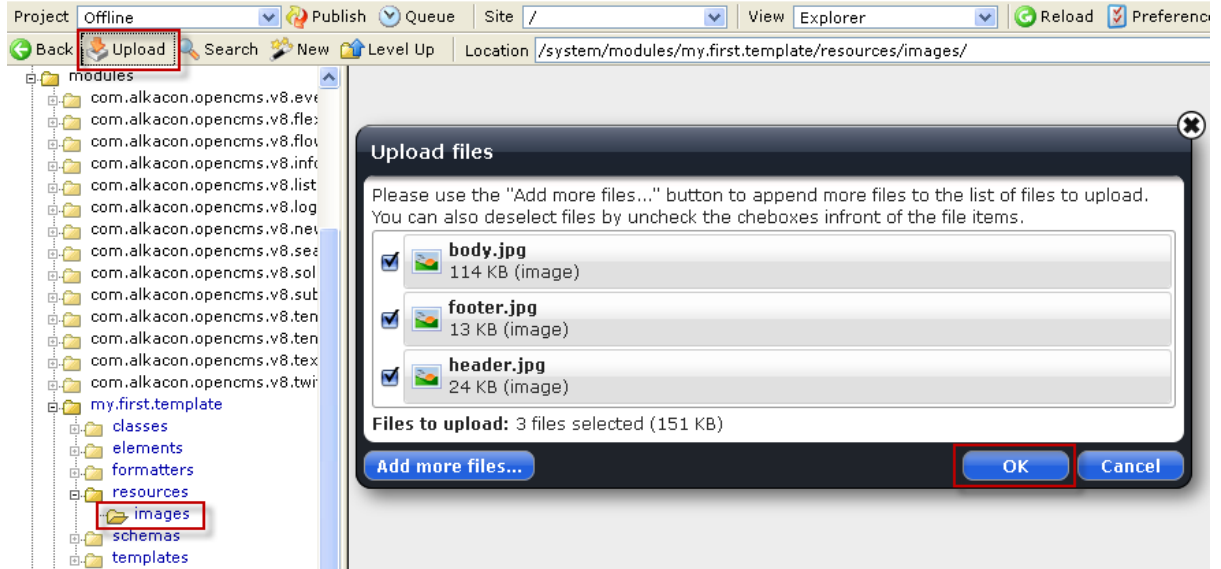 Project Offline Publish Queue Site / View Explorer Reload Preferenc
Back Upload Search New Level Up Location /system/modules/my.first.template/resources/images/
modules
com.alkacon.opencms.v8.eve
com.alkacon.opencms.v8.fle
com.alkacon.opencms.v8.flo
com.alkacon.opencms.v8.info
com.alkacon.opencms.v8.list
com.alkacon.opencms.v8.log
com.alkacon.opencms.v8.nev
com.alkacon.opencms.v8.sea
com.alkacon.opencms.v8.sol
com.alkacon.opencms.v8.sub
com.alkacon.opencms.v8.ten
com.alkacon.opencms.v8.ten
com.alkacon.opencms.v8.tex
com.alkacon.opencms.v8.twi
my.first.template
classes
elements
formatters
resources
images
schemas
templates
Upload files
Please use the "Add more files..." button to append more files to the list of files to upload.
You can also deselect files by uncheck the cheboxes infront of the file items.
body.jpg
114 KB (image)
footer.jpg
13 KB (image)
header.jpg
24 KB (image)
Files to upload: 3 files selected (151 KB)
Add more files... OK Cancel